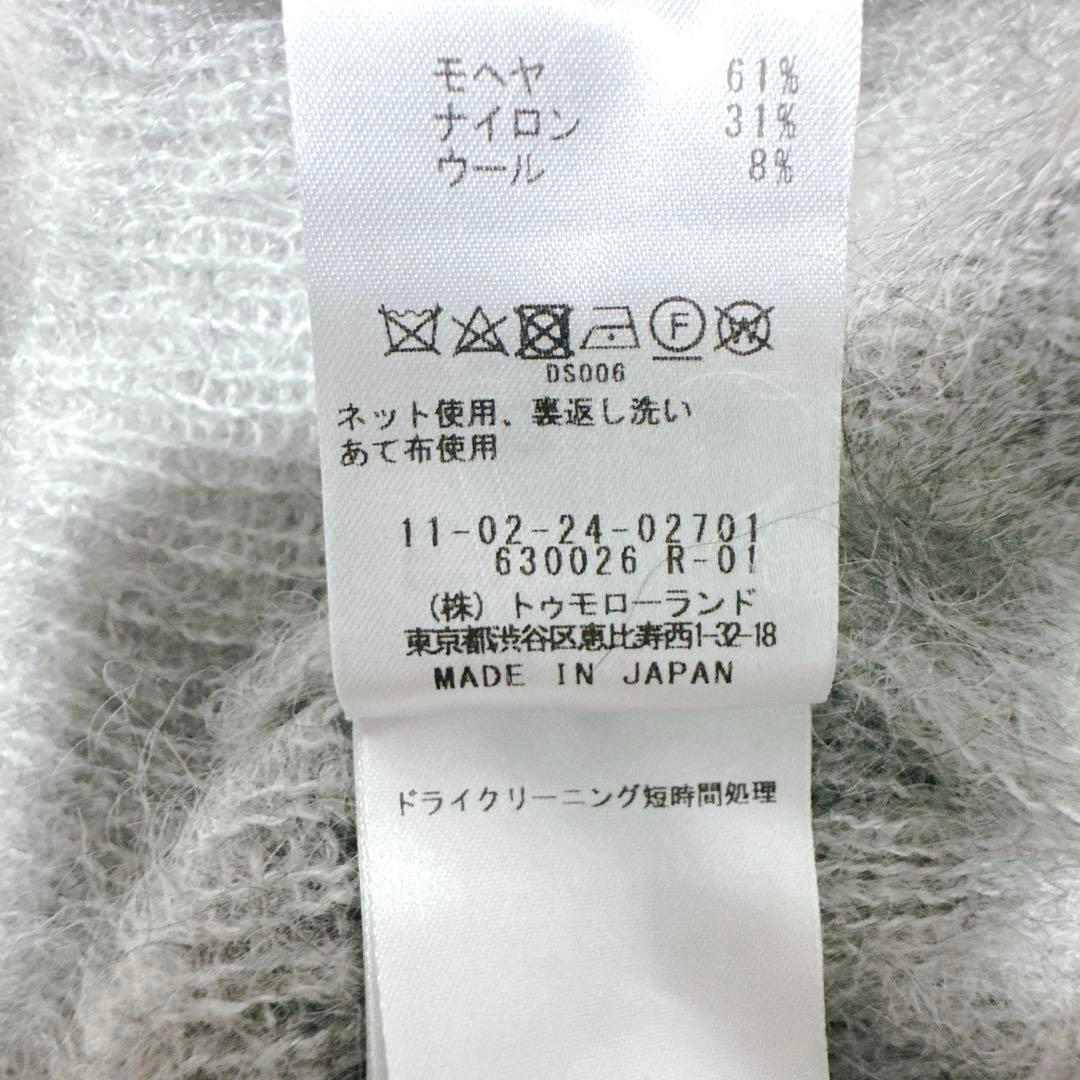 モヘヤ 61%
ナイロン 31%
ウール 8%
F W
DS006
ネット使用、裏返し洗い
あて布使用
11-02-24-02701
630026 R-01
(株) トゥモローランド
東京都渋谷区恵比寿西1-32-18
MADE IN JAPAN
ドライクリーニング短時間処理